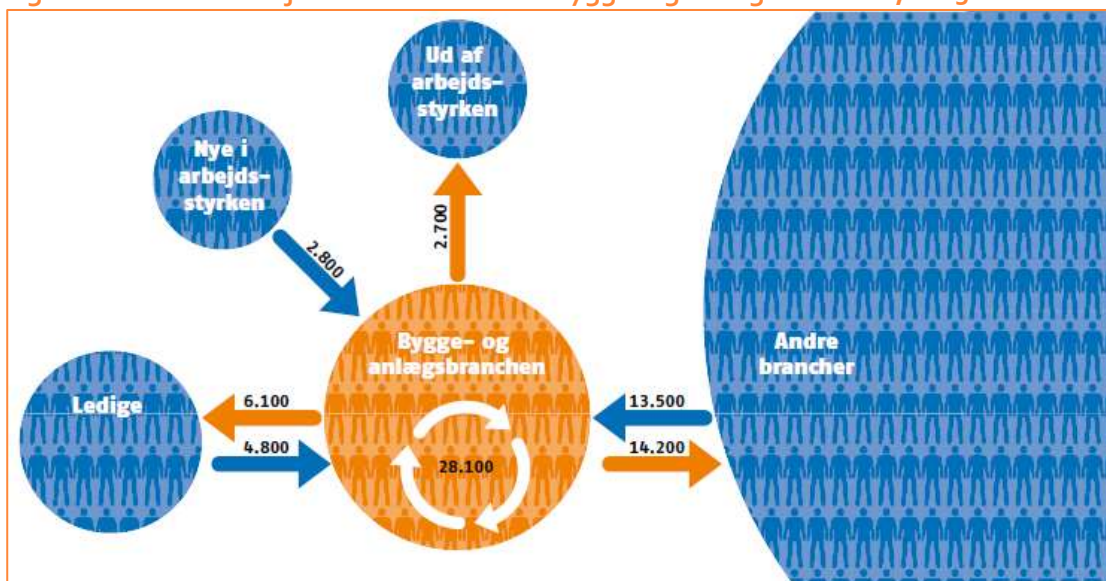 Ud af
arbejds-
styrken
Nye i
arbejds-
styrken
2.700
2.800
Bygge- og
anlægsbranchen
Andre
brancher
Ledige
6.100
13.500
4.800
28.100
14.200